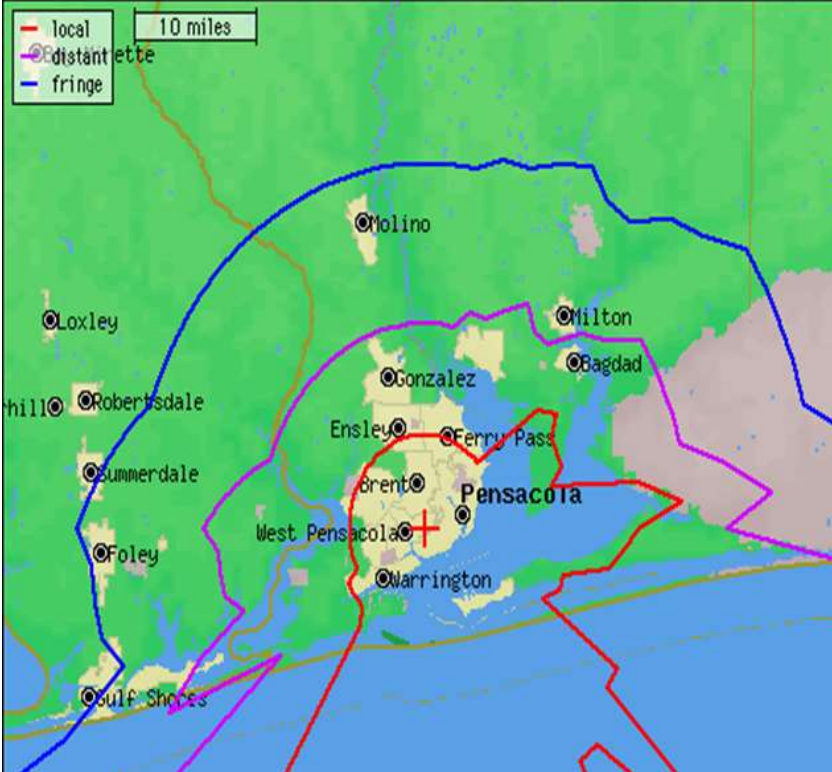 local
10 miles
distant
fringe
Molino
Loxley
Milton
Bagdad
Gonzalez
Robertsdale
rhill
Ensley
Ferry Pass
Summerdale
Brent
Pensacola
West Pensacola
Foley
Warrington
Gulf Shores